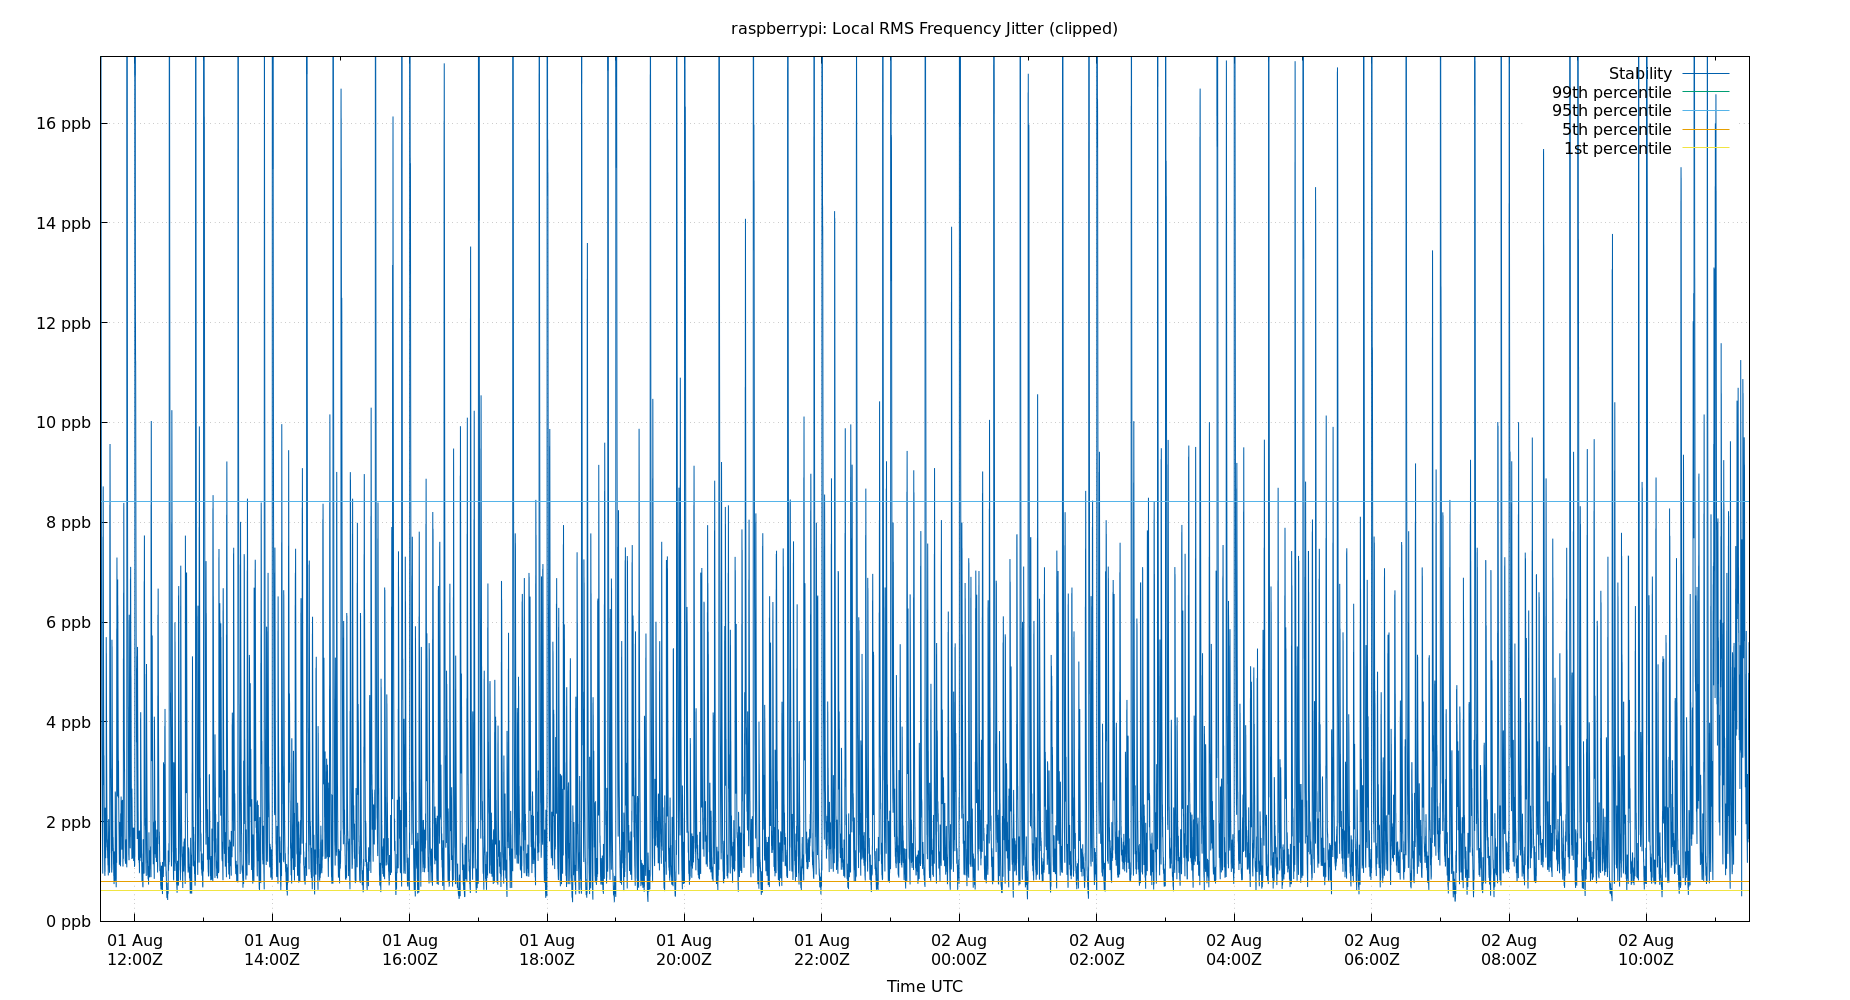 raspberrypi: Local RMS Frequency Jitter (clipped)
Stability
99th percentile
95th percentile
5th percentile
1st percentile
16 ppb
14 ppb
12 ppb
10 ppb
8 ppb
6 ppb
4 ppb
2 ppb
0 ppb
01 Aug 01 Aug 01 Aug 01 Aug 01 Aug 01 Aug 02 Aug 02 Aug 02 Aug 02 Aug 02 Aug 02 Aug
12:00Z 14:00Z 16:00Z 18:00Z 20:00Z 22:00Z 00:00Z 02:00Z 04:00Z 06:00Z 08:00Z 10:00Z
Time UTC